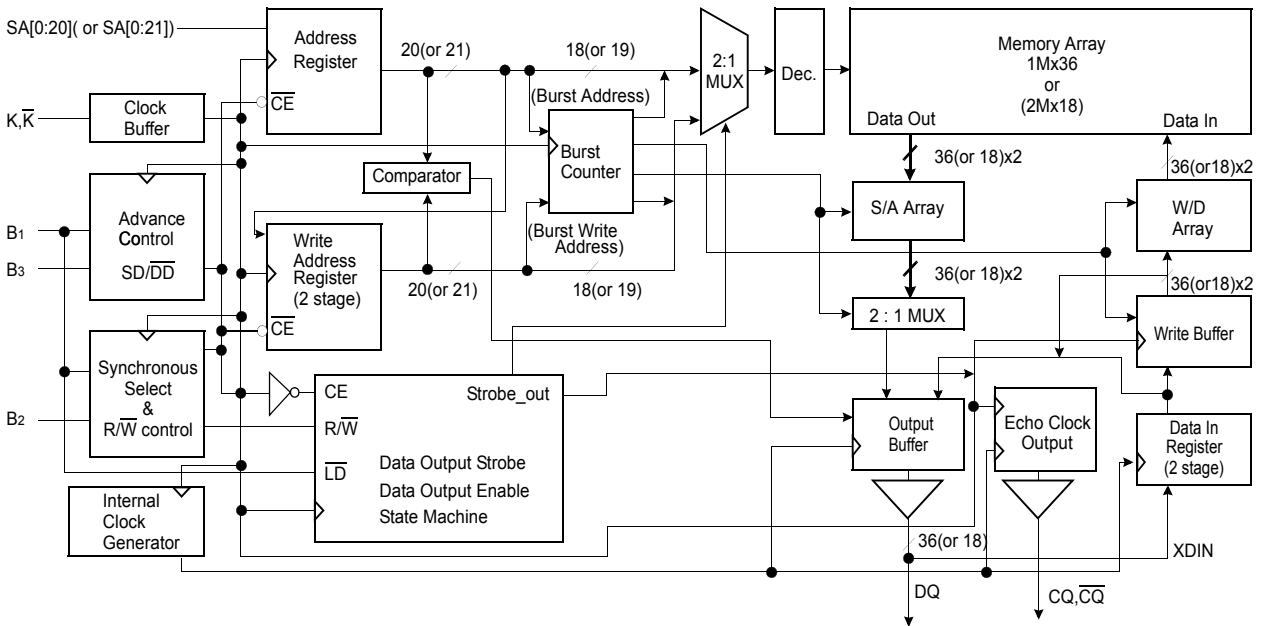 SA[0:20]( or SA[0:21])
Address
Register
CE
20(or 21)
18(or 19)
2:1
MUX
Dec.
Memory Array
1Mx36
or
(2Mx18)
Data Out
Data In
K,K
Clock
Buffer
(Burst Address)
Burst
Counter
(Burst Write
Address)
Comparator
36(or 18)x2
36(or18)x2
S/A Array
W/D
Array
B1
B3
Advance
Control
SD/DD
Write
Address
Register
(2 stage)
CE
20(or 21)
18(or 19)
36(or 18)x2
36(or18)x2
2 : 1 MUX
Write Buffer
B2
Synchronous
Select
&
R/W control
CE
Strobe_out
R/W
LD
Data Output Strobe
Data Output Enable
State Machine
Output
Buffer
Echo Clock
Output
Data In
Register
(2 stage)
Internal
Clock
Generator
36(or 18)
XDIN
DQ
CQ,CQ